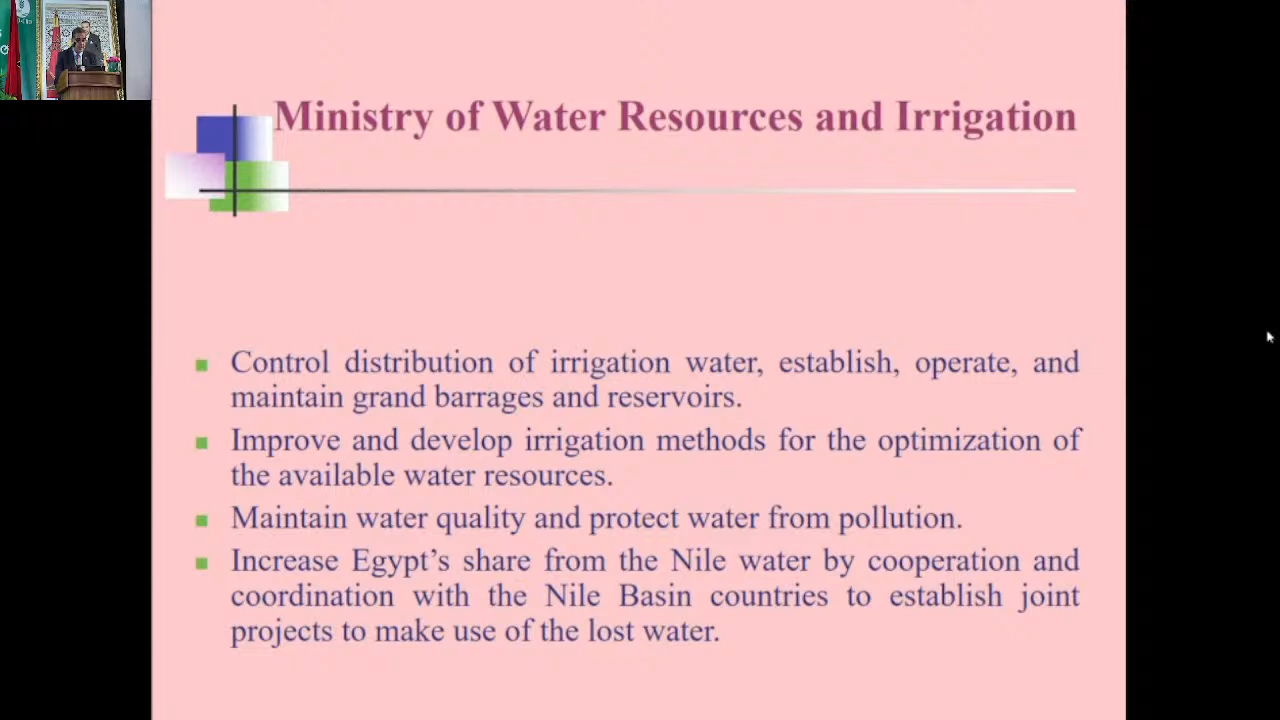 Ministry of Water Resources and Irrigation
Control distribution of irrigation water, establish, operate, and
maintain grand barrages and reservoirs.
Improve and develop irrigation methods for the optimization of
the available water resources.
Maintain water quality and protect water from pollution.
Increase Egypt’s share from the Nile water by cooperation and
coordination with the Nile Basin countries to establish joint
projects to make use of the lost water.